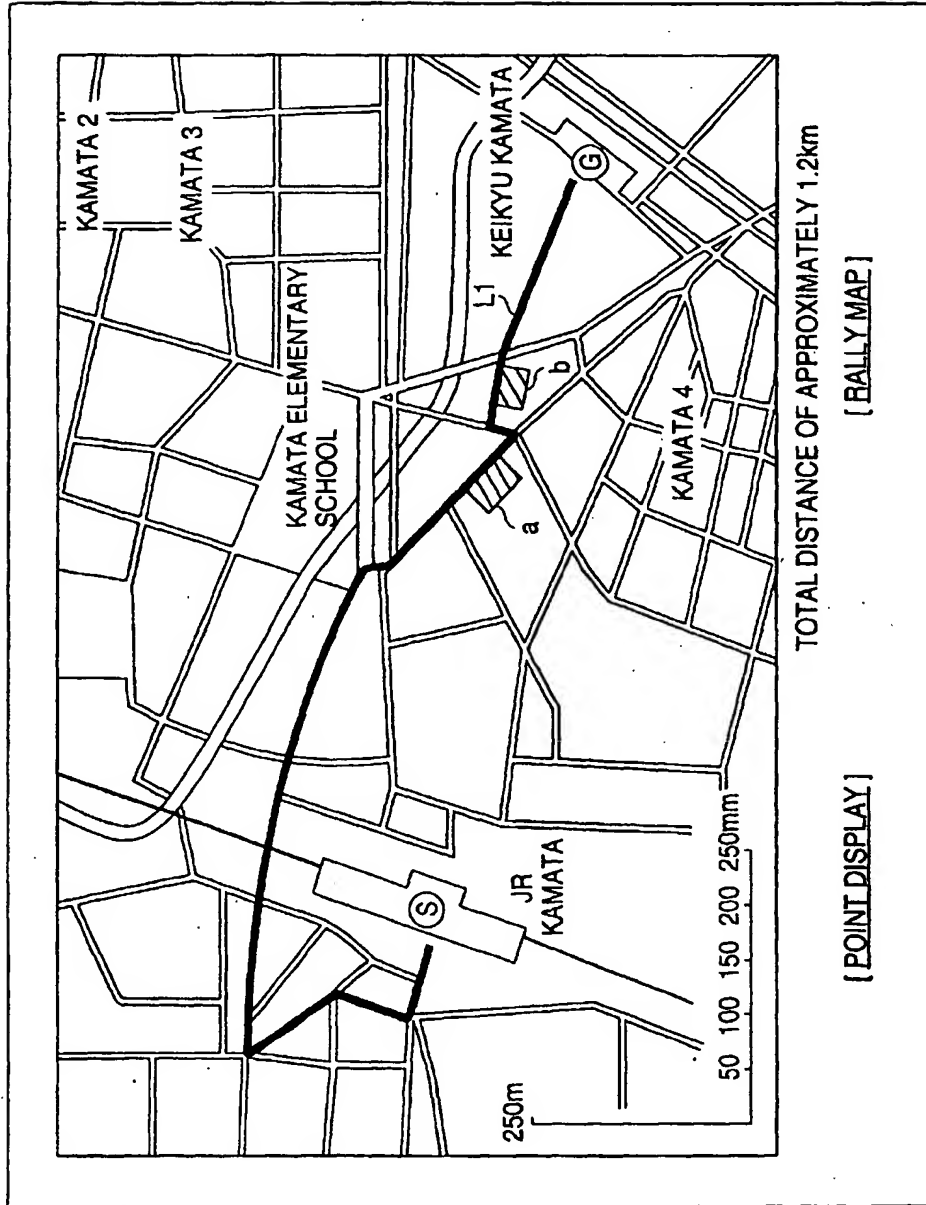 KAMATA 2
KAMATA 3
KAMATA ELEMENTARY
SCHOOL
KEIKYU KAMATA
G
L1
b
a
KAMATA 4
S
JR
KAMATA
250m
50 100 150 200 250mm
TOTAL DISTANCE OF APPROXIMATELY 1.2km
[POINT DISPLAY]
[RALLY MAP]